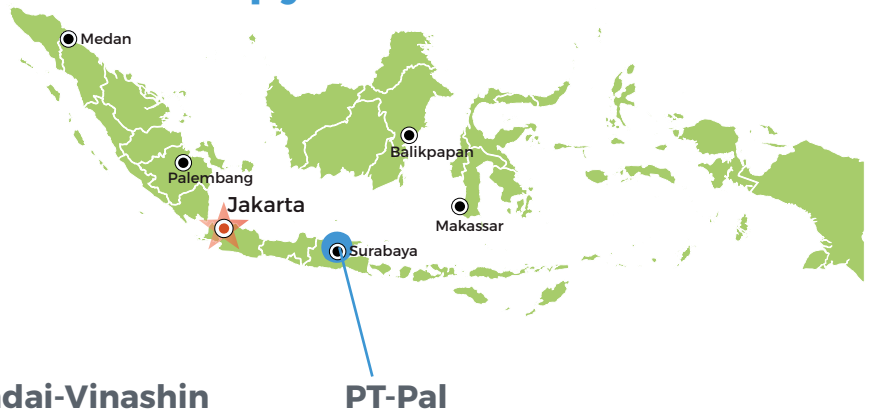 Medan
Balikpapan
Palembang
Jakarta
Makassar
Surabaya
dai-Vinashin
PT-Pal